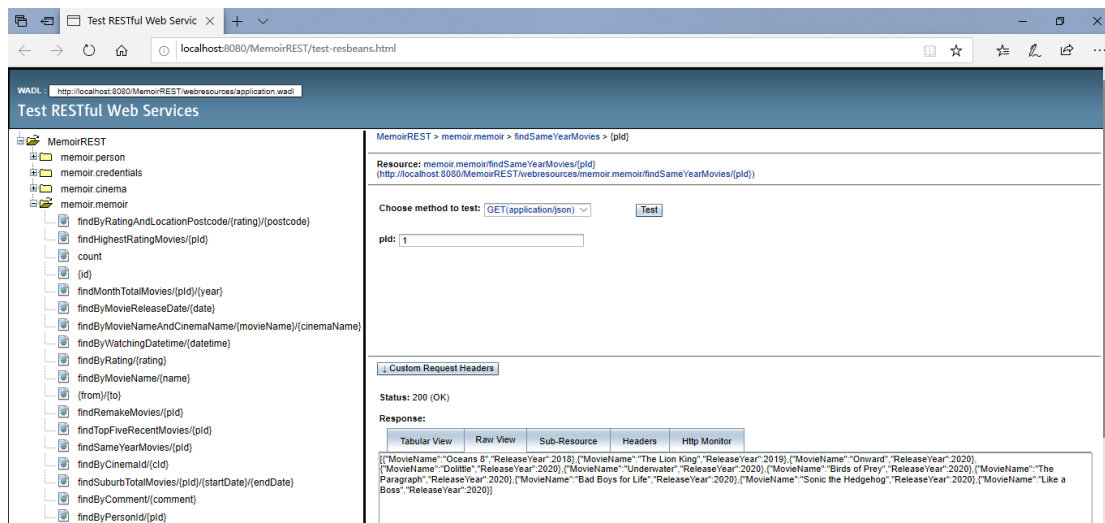 Test RESTful Web Servic
localhost:8080/MemoirREST/test-resbeans.html
WADL : http://localhost:8080/MemoirREST/webresources/application.wadl
Test RESTful Web Services
MemoirREST
memoir.person
memoir.credentials
memoir.cinema
memoir.memoir
findByRatingAndLocationPostcode/{rating}/{postcode}
findHighestRatingMovies/{pId}
count
{id}
findMonthTotalMovies/{pId}/{year}
findByMovieReleaseDate/{date}
findByMovieNameAndCinemaName/{movieName}/{cinemaName}
findByWatchingDatetime/{datetime}
findByRating/{rating}
findByMovieName/{name}
{from}/{to}
findRemakeMovies/{pId}
findTopFiveRecentMovies/{pId}
findSameYearMovies/{pId}
findByCinemaId/{cId}
findSuburbTotalMovies/{pId}/{startDate}/{endDate}
findByComment/{comment}
findByPersonId/{pId}
MemoirREST > memoir.memoir > findSameYearMovies > {pId}
Resource: memoir.memoir/findSameYearMovies/{pId}
(http://localhost:8080/MemoirREST/webresources/memoir.memoir/findSameYearMovies/{pId})
Choose method to test: GET(application/json) Test
pId: 1
↓ Custom Request Headers
Status: 200 (OK)
Response:
Tabular View Raw View Sub-Resource Headers Http Monitor
[{"MovieName":"Oceans 8","ReleaseYear":2018},{"MovieName":"The Lion King","ReleaseYear":2019},{"MovieName":"Onward","ReleaseYear":2020},
{"MovieName":"Dolittle","ReleaseYear":2020},{"MovieName":"Underwater","ReleaseYear":2020},{"MovieName":"Birds of Prey","ReleaseYear":2020},{"MovieName":"The
Paragraph","ReleaseYear":2020},{"MovieName":"Bad Boys for Life","ReleaseYear":2020},{"MovieName":"Sonic the Hedgehog","ReleaseYear":2020},{"MovieName":"Like a
Boss","ReleaseYear":2020}]